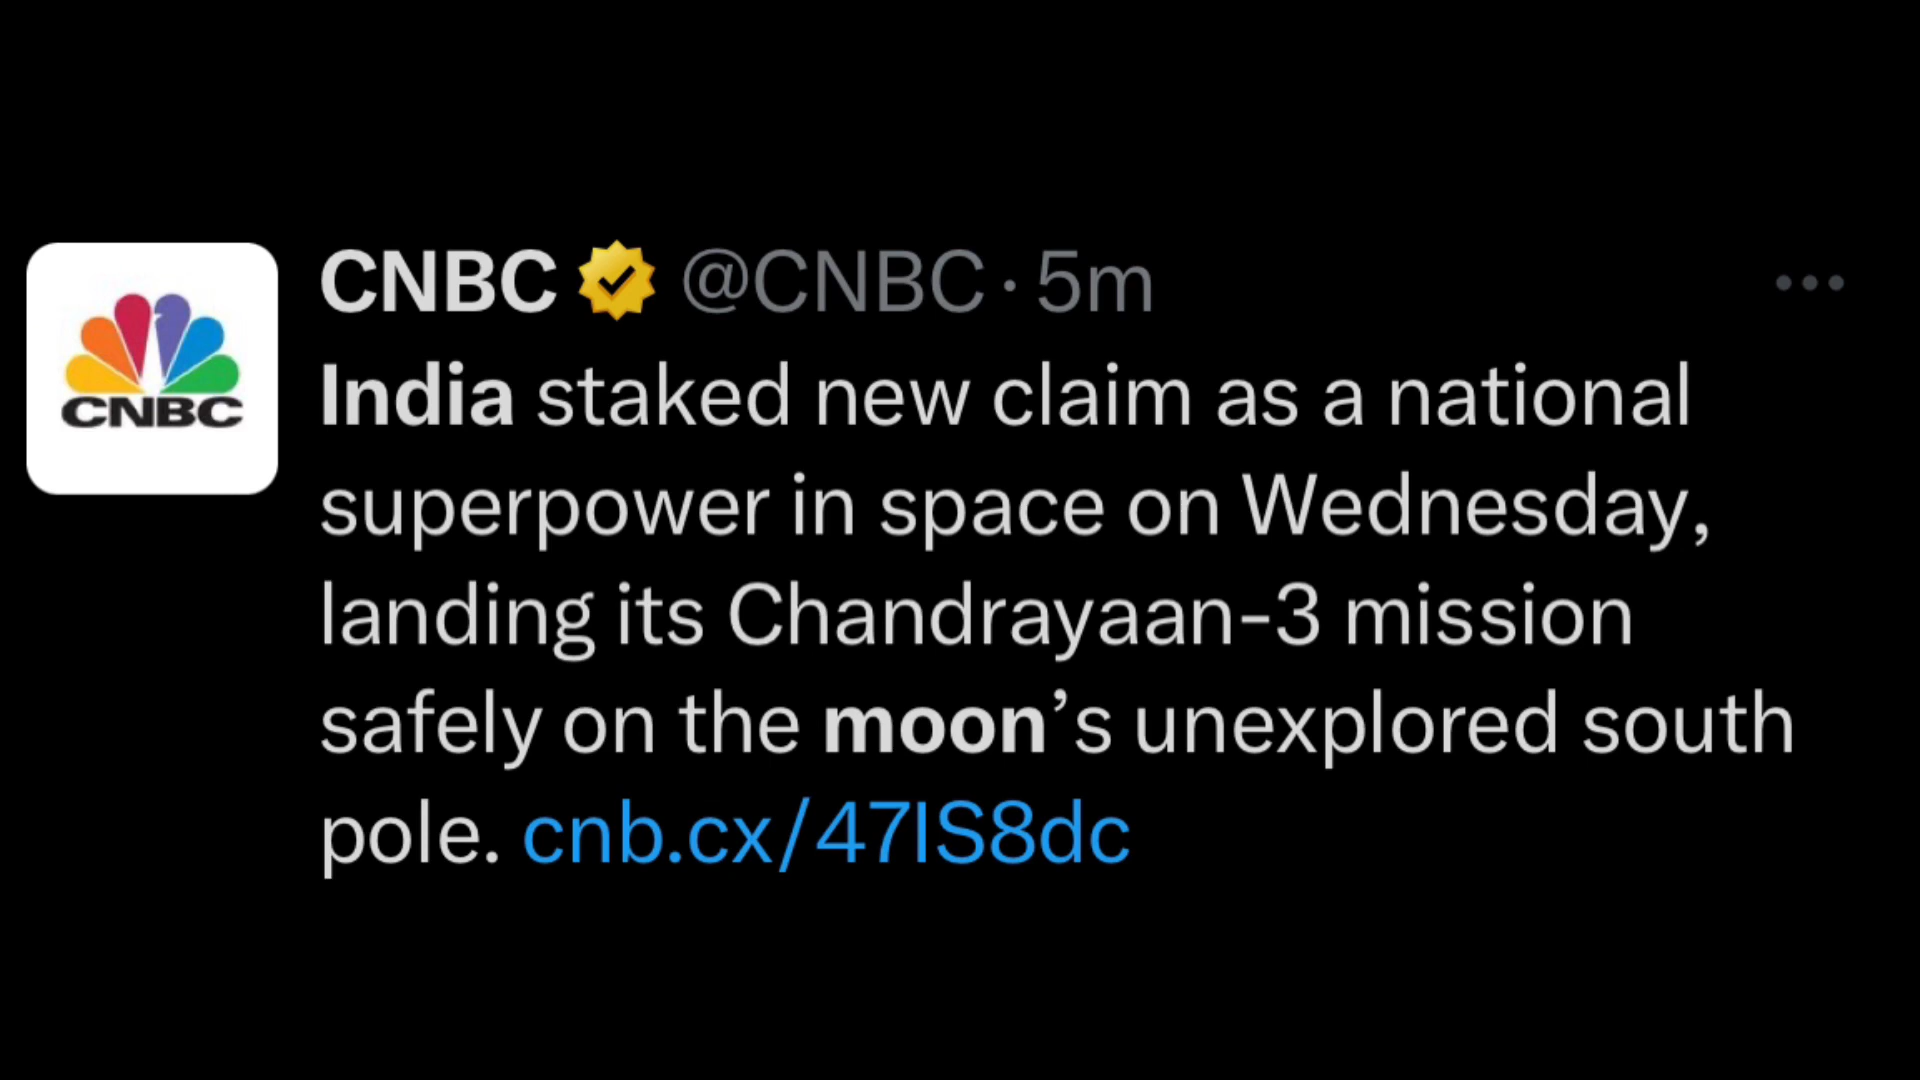 CNBC
CNBC @CNBC · 5m
India staked new claim as a national
superpower in space on Wednesday,
landing its Chandrayaan-3 mission
safely on the moon’s unexplored south
pole. cnb.cx/47IS8dc